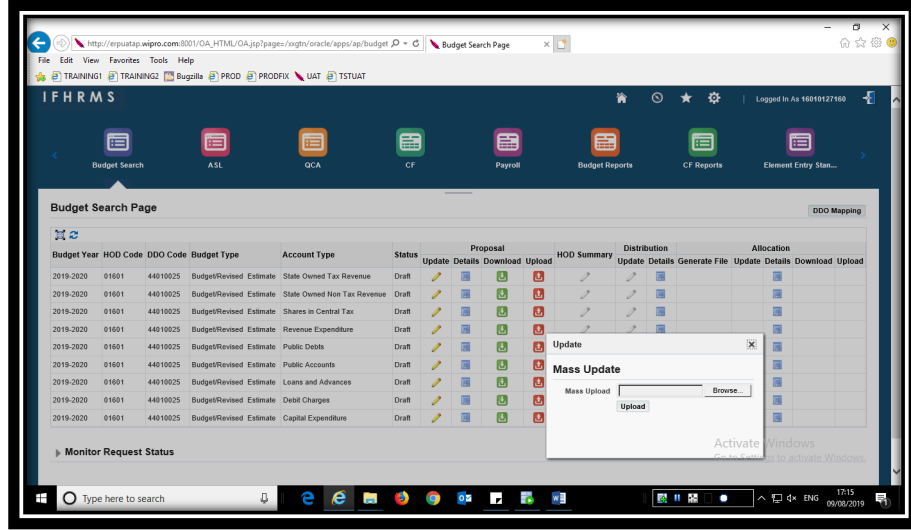 http://erpuatap.wipro.com:8001/OA_HTML/OA.jsp?page=/xxgtn/oracle/apps/ap/budget
Budget Search Page
File Edit View Favorites Tools Help
TRAINING1 TRAINING2 Bugzilla PROD PRODFIX UAT TSTUAT
IFHRMS
Logged In As 16010127160
Budget Search ASL QCA CF Payroll Budget Reports CF Reports Element Entry Stan...
Budget Search Page
DDO Mapping
Proposal Distribution Allocation
Budget Year HOD Code DDO Code Budget Type Account Type Status HOD Summary
Update Details Download Upload Update Details Generate File Update Details Download Upload
2019-2020 01601 44010025 Budget/Revised Estimate State Owned Tax Revenue Draft
2019-2020 01601 44010025 Budget/Revised Estimate State Owned Non Tax Revenue Draft
2019-2020 01601 44010025 Budget/Revised Estimate Shares in Central Tax Draft
2019-2020 01601 44010025 Budget/Revised Estimate Revenue Expenditure Draft
2019-2020 01601 44010025 Budget/Revised Estimate Public Debts Draft
2019-2020 01601 44010025 Budget/Revised Estimate Public Accounts Draft
2019-2020 01601 44010025 Budget/Revised Estimate Loans and Advances Draft
2019-2020 01601 44010025 Budget/Revised Estimate Debit Charges Draft
2019-2020 01601 44010025 Budget/Revised Estimate Capital Expenditure Draft
Update
Mass Update
Mass Upload Browse...
Upload
Monitor Request Status
Activate Windows
Go to Settings to activate Windows.
Type here to search
ENG
17:15
09/08/2019